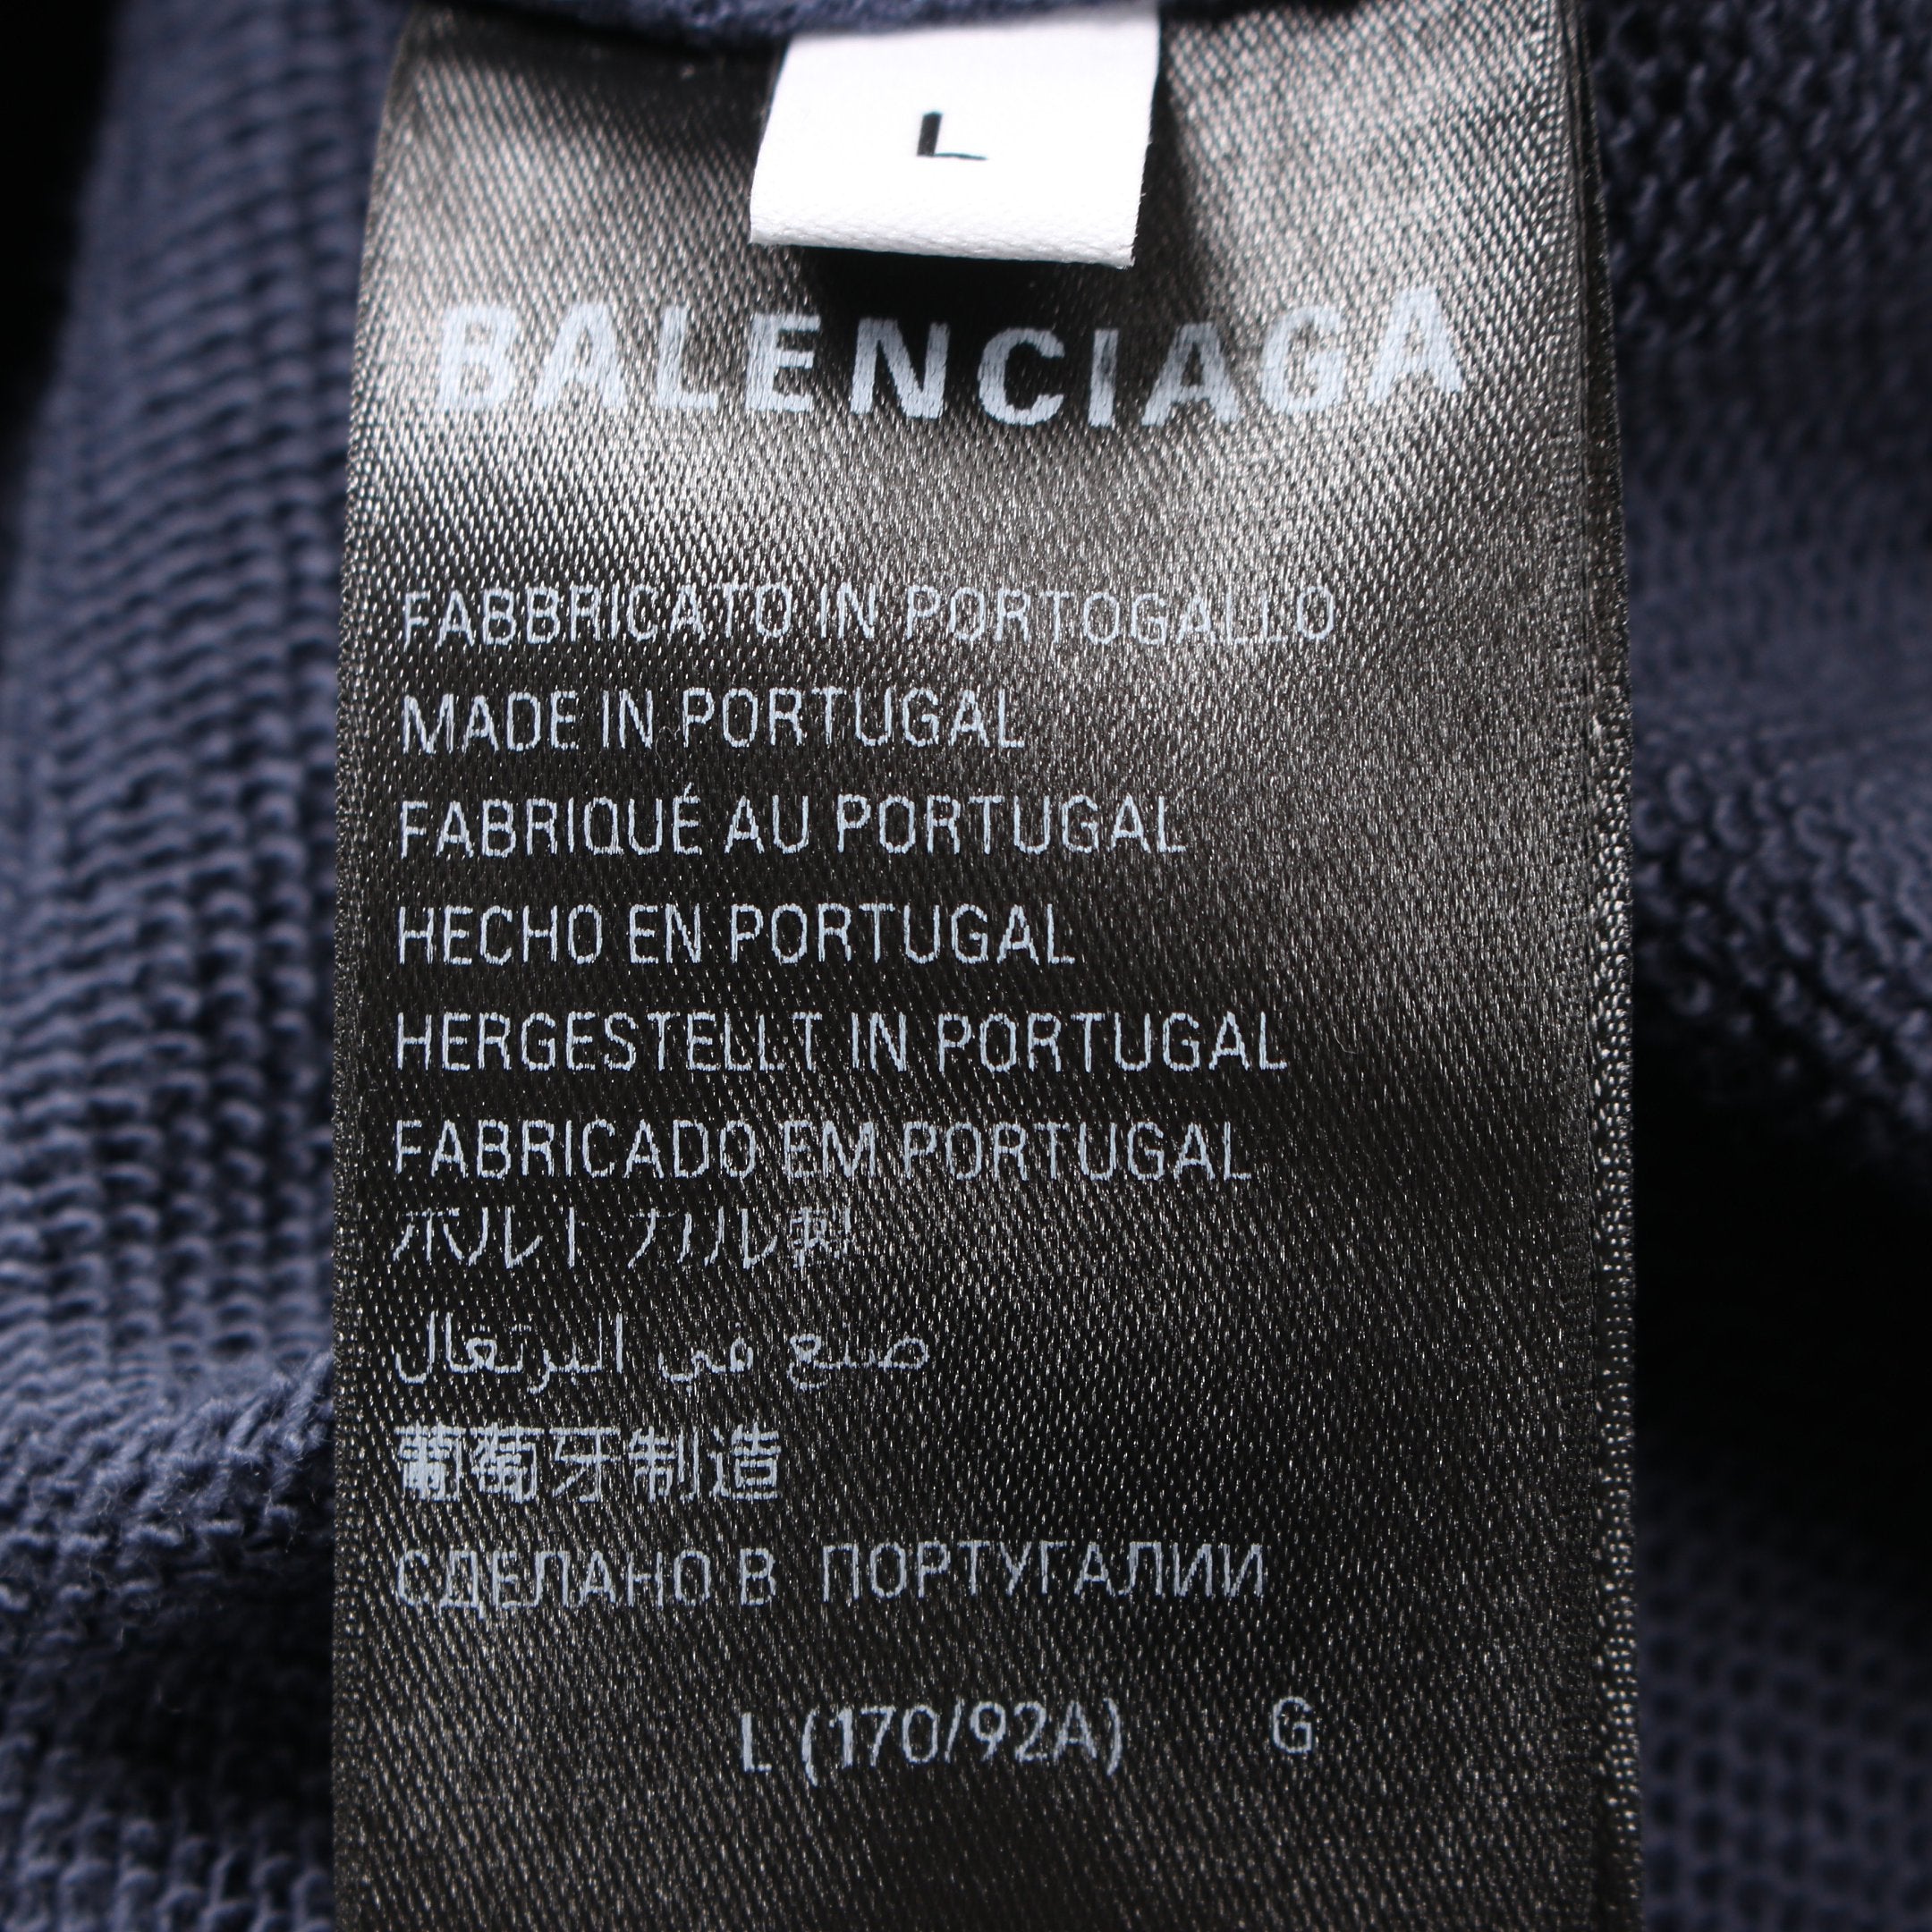 L
BALENCIAGA
FABBRICATO IN PORTOGALLO
MADE IN PORTUGAL
FABRIQUÉ AU PORTUGAL
HECHO EN PORTUGAL
HERGESTELLT IN PORTUGAL
FABRICADO EM PORTUGAL
ポルトガル製
صنع في البرتغال
葡萄牙制造
СДЕЛАНО В ПОРТУГАЛИИ
L (170/92A) G